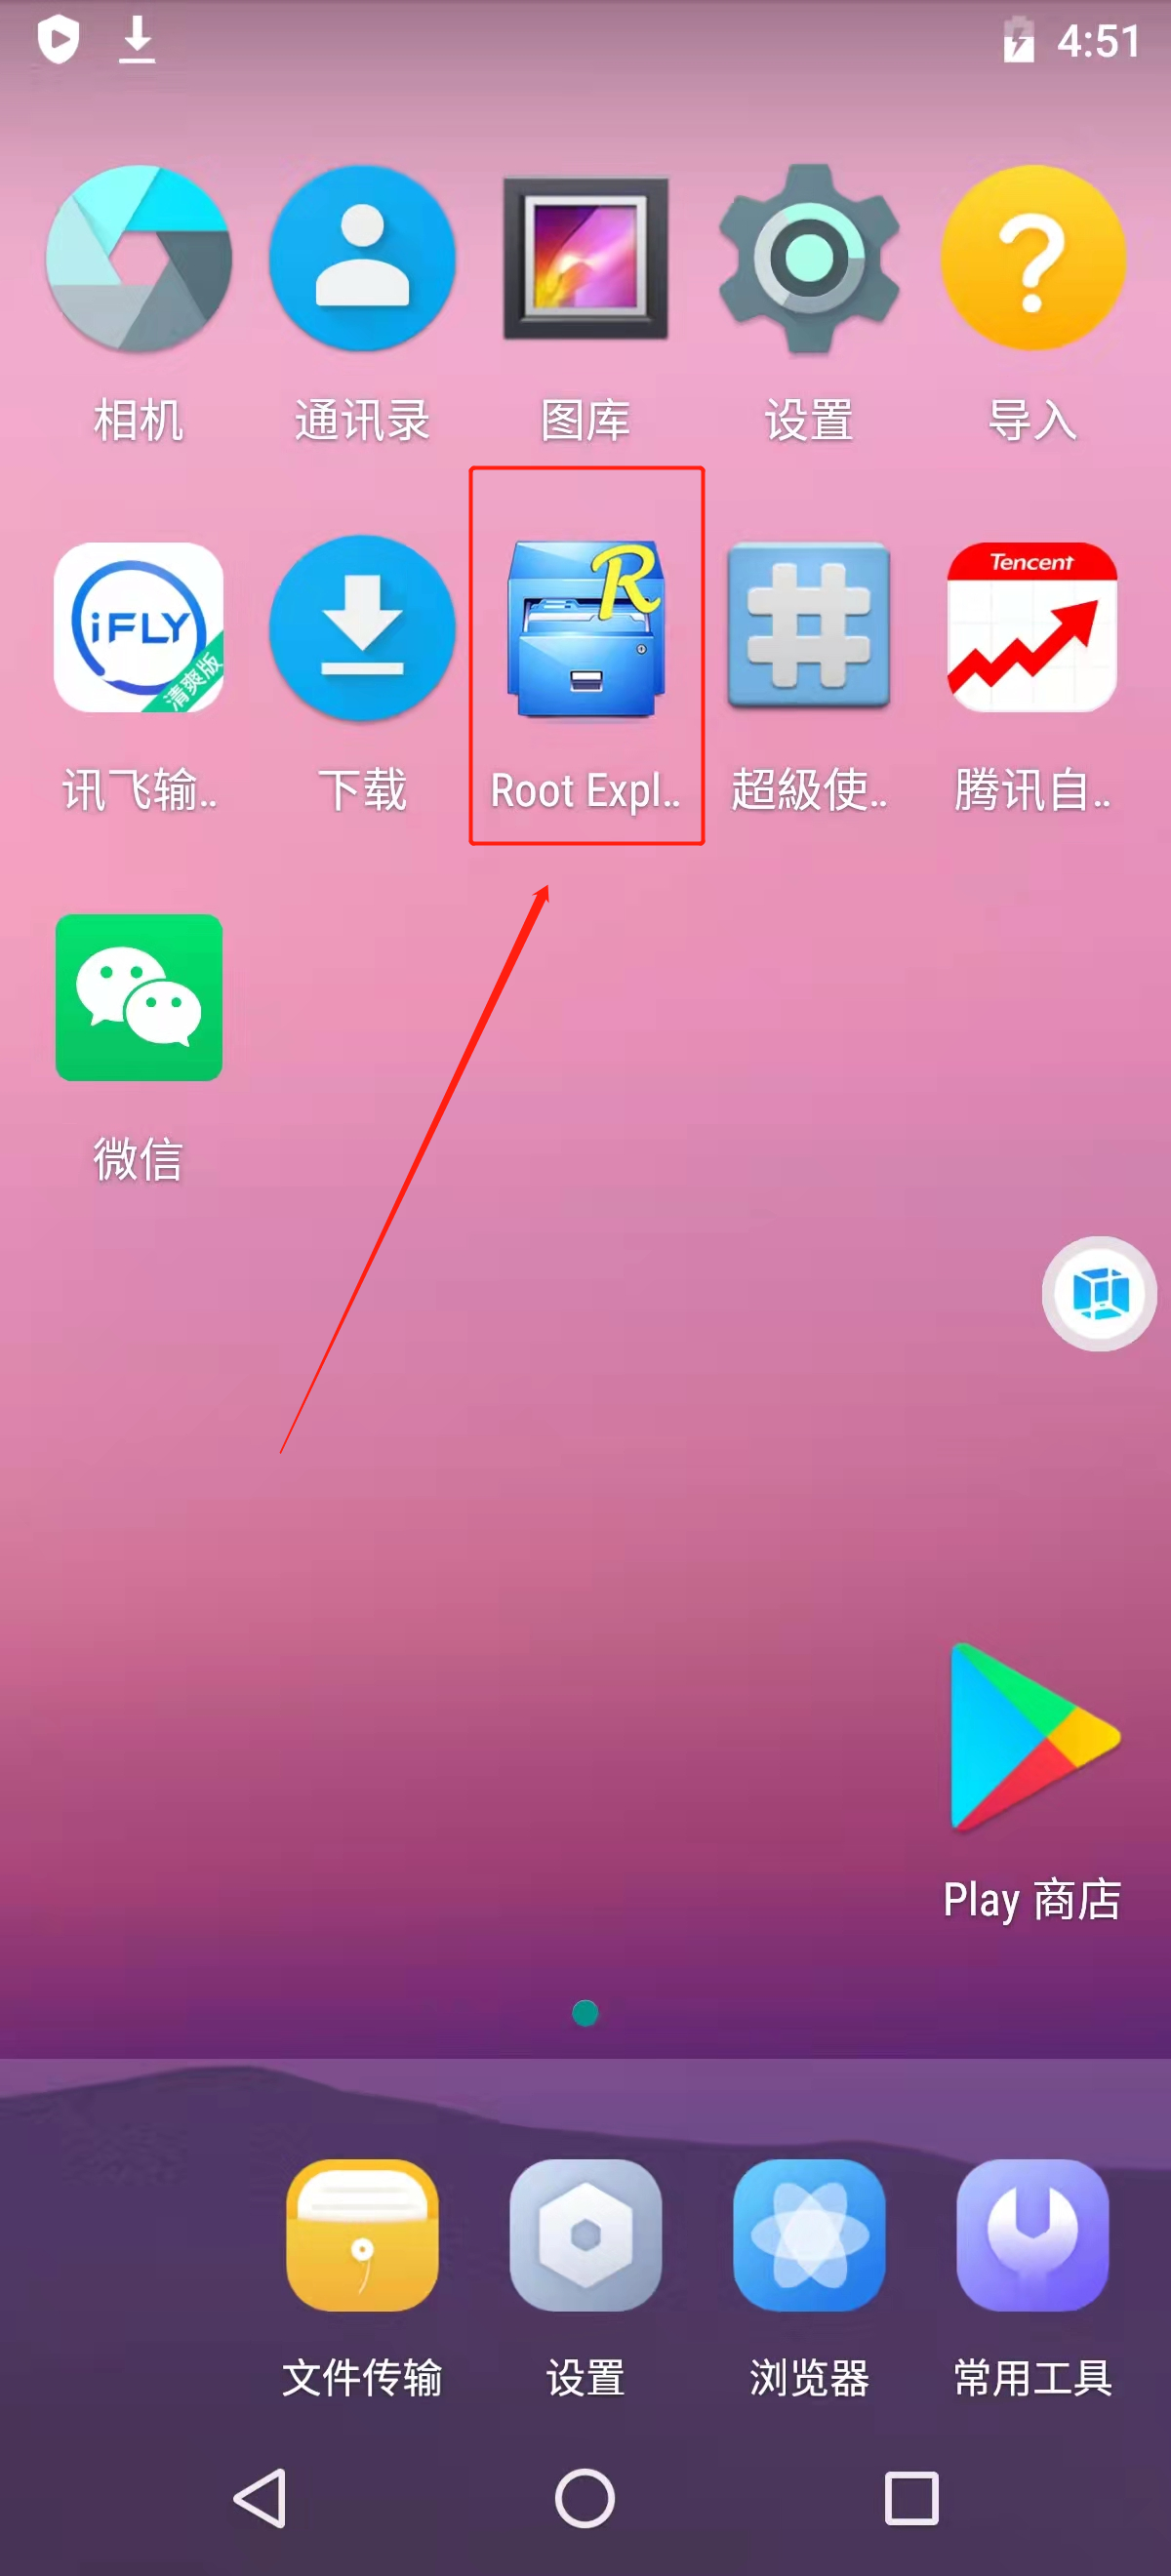 4:51
相机
通讯录
图库
设置
导入
iFLY
清爽版
R
Tencent
讯飞输..
下载
Root Expl..
超級使..
腾讯自..
微信
Play 商店
文件传输
设置
浏览器
常用工具